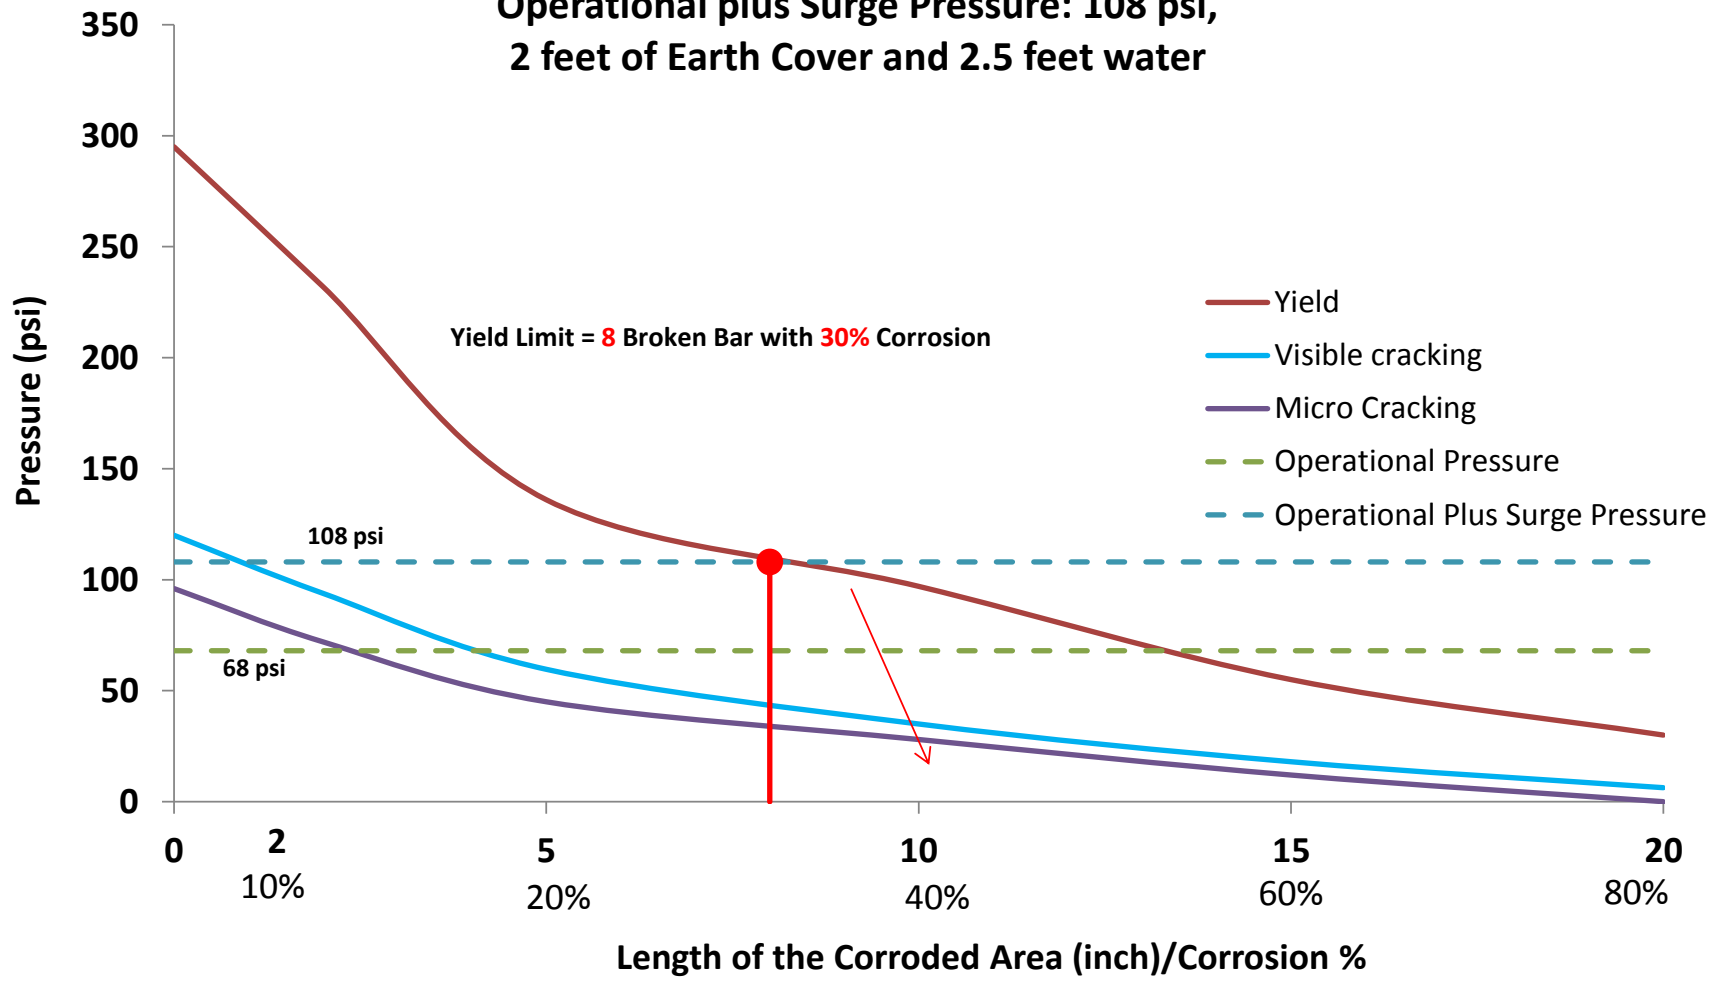 Operational plus Surge Pressure: 108 psi,
2 feet of Earth Cover and 2.5 feet water
350
300
250
200
150
100
50
0
Pressure (psi)
Yield Limit = 8 Broken Bar with 30% Corrosion
108 psi
68 psi
Yield
Visible cracking
Micro Cracking
Operational Pressure
Operational Plus Surge Pressure
0 2 5 10 15 20
10% 20% 40% 60% 80%
Length of the Corroded Area (inch)/Corrosion %